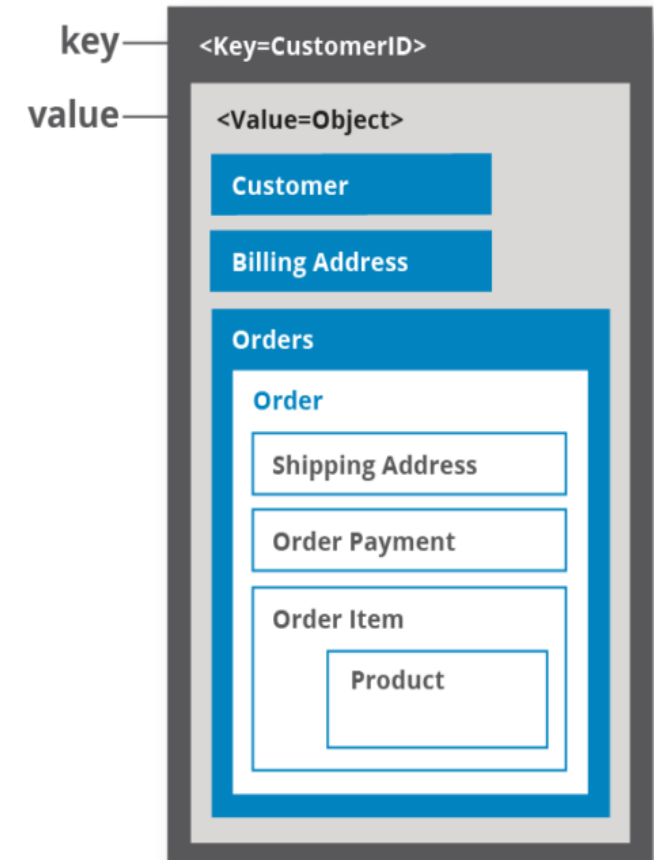 key
<Key=CustomerID>
value
<Value=Object>
Customer
Billing Address
Orders
Order
Shipping Address
Order Payment
Order Item
Product